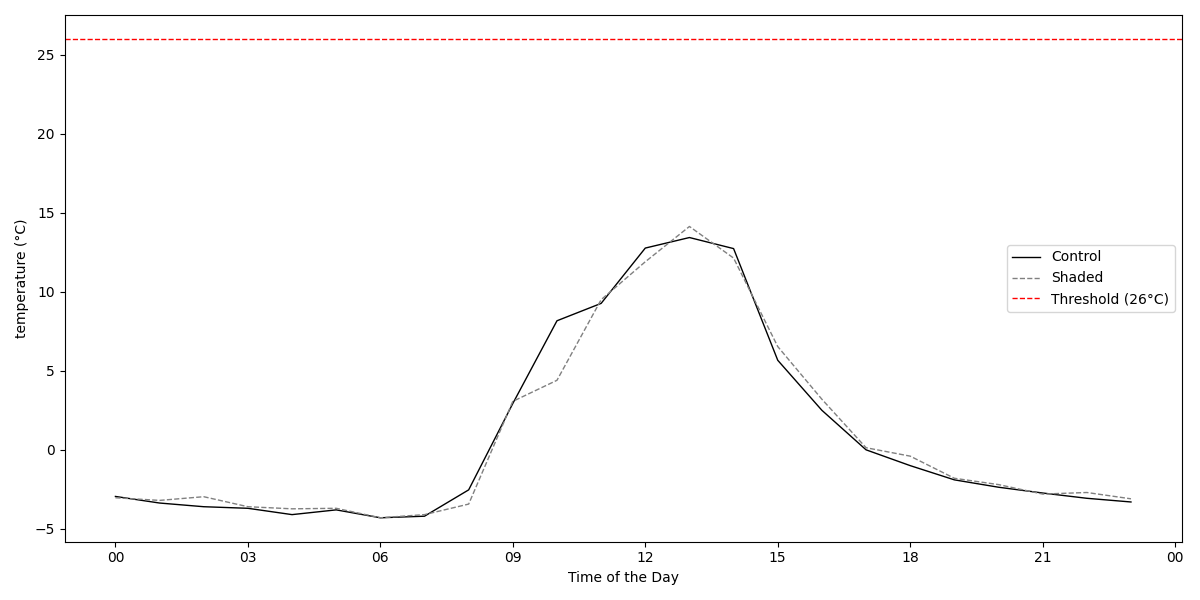 25
20
15
10
5
0
−5
temperature (°C)
Control
Shaded
Threshold (26°C)
00 03 06 09 12 15 18 21 00
Time of the Day